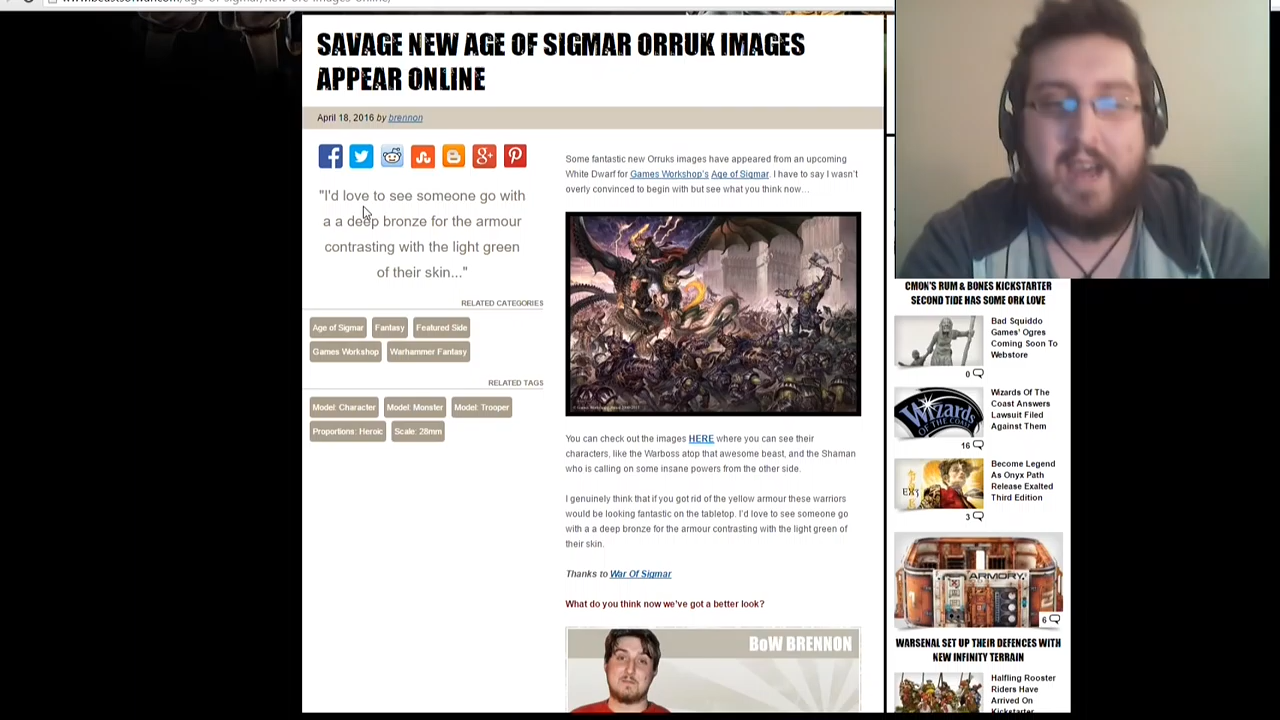 SAVAGE NEW AGE OF SIGMAR ORRUK IMAGES
APPEAR ONLINE
April 18, 2016 by brennon
"I'd love to see someone go with
a a deep bronze for the armour
contrasting with the light green
of their skin..."
RELATED CATEGORIES
Age of Sigmar Fantasy Featured Side
Games Workshop Warhammer Fantasy
RELATED TAGS
Model: Character Model: Monster Model: Trooper
Proportions: Heroic Scale: 28mm
Some fantastic new Orruks images have appeared from an upcoming
White Dwarf for Games Workshop's Age of Sigmar. I have to say I wasn't
overly convinced to begin with but see what you think now…
You can check out the images HERE where you can see their
characters, like the Warboss atop that awesome beast, and the Shaman
who is calling on some insane powers from the other side.
I genuinely think that if you got rid of the yellow armour these warriors
would be looking fantastic on the tabletop. I'd love to see someone go
with a a deep bronze for the armour contrasting with the light green of
their skin.
Thanks to War Of Sigmar
What do you think now we've got a better look?
BoW BRENNON
CMON'S RUM & BONES KICKSTARTER
SECOND TIDE HAS SOME ORK LOVE
Bad Squiddo
Games' Ogres
Coming Soon To
Webstore
0
Wizards Of The
Coast Answers
Lawsuit Filed
Against Them
Wizards
OF THE COAST
16
Become Legend
As Onyx Path
Release Exalted
Third Edition
EX3
3
ARMORY
6
WARSENAL SET UP THEIR DEFENCES WITH
NEW INFINITY TERRAIN
Halfling Rooster
Riders Have
Arrived On
Kickstarter